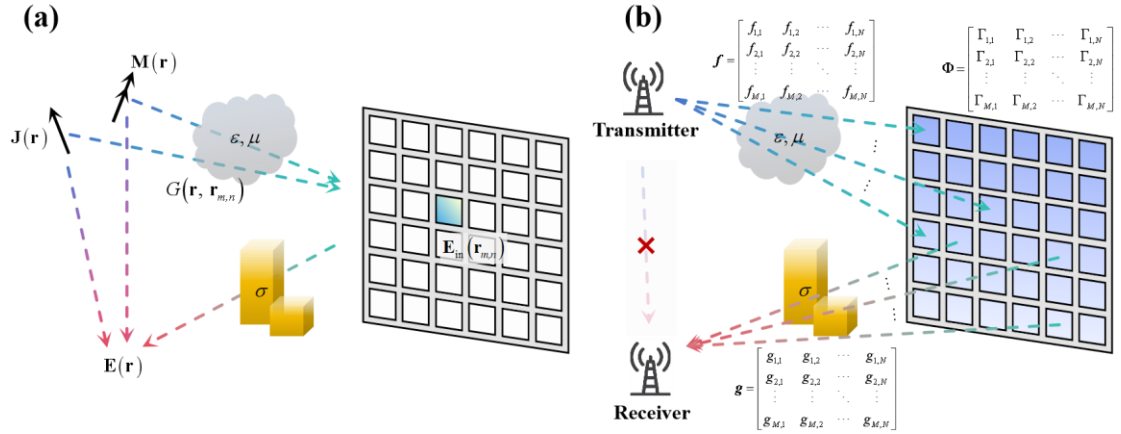 (a)
M(r)
J(r)
ε, μ
G(r, r_{m,n})
E_{in}(r_{m,n})
σ
E(r)
(b)
Transmitter
f = [f_{1,1} f_{1,2} ⋯ f_{1,N}
f_{2,1} f_{2,2} ⋯ f_{2,N}
⋮ ⋮ ⋱ ⋮
f_{M,1} f_{M,2} ⋯ f_{M,N}]
Φ = [Γ_{1,1} Γ_{1,2} ⋯ Γ_{1,N}
Γ_{2,1} Γ_{2,2} ⋯ Γ_{2,N}
⋮ ⋮ ⋱ ⋮
Γ_{M,1} Γ_{M,2} ⋯ Γ_{M,N}]
ε, μ
σ
Receiver
g = [g_{1,1} g_{1,2} ⋯ g_{1,N}
g_{2,1} g_{2,2} ⋯ g_{2,N}
⋮ ⋮ ⋱ ⋮
g_{M,1} g_{M,2} ⋯ g_{M,N}]